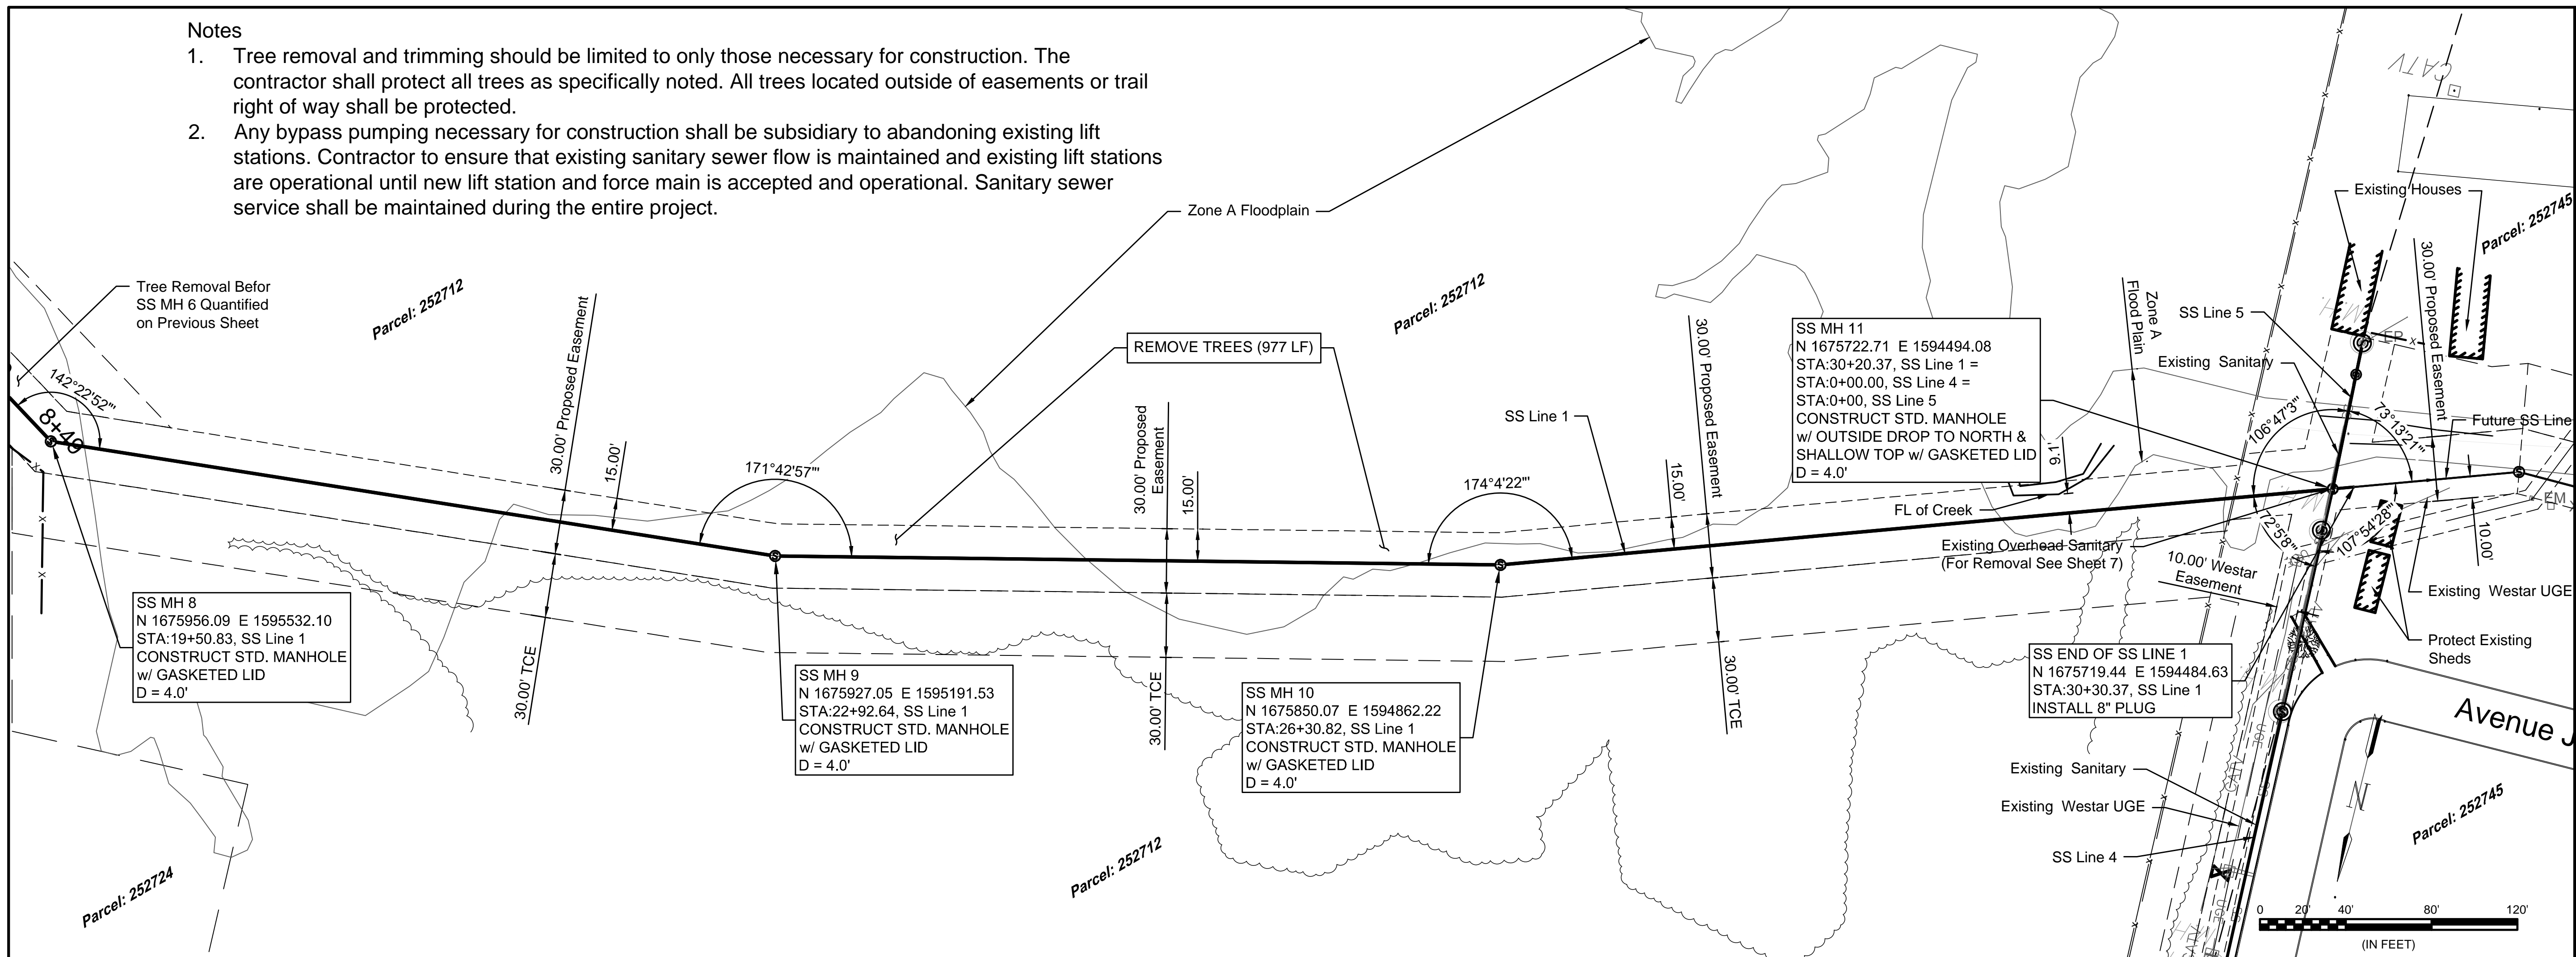 Notes
1. Tree removal and trimming should be limited to only those necessary for construction. The
contractor shall protect all trees as specifically noted. All trees located outside of easements or trail
right of way shall be protected.
2. Any bypass pumping necessary for construction shall be subsidiary to abandoning existing lift
stations. Contractor to ensure that existing sanitary sewer flow is maintained and existing lift stations
are operational until new lift station and force main is accepted and operational. Sanitary sewer
service shall be maintained during the entire project.
Zone A Floodplain
CATV
Existing Houses
Parcel: 252745
Tree Removal Befor
SS MH 6 Quantified
on Previous Sheet
Parcel: 252712
Parcel: 252712
30.00' Proposed Easement
15.00'
REMOVE TREES (977 LF)
30.00' Proposed
Easement
15.00'
SS Line 1
30.00' Proposed Easement
15.00'
SS MH 11
N 1675722.71 E 1594494.08
STA:30+20.37, SS Line 1 =
STA:0+00.00, SS Line 4 =
STA:0+00, SS Line 5
CONSTRUCT STD. MANHOLE
w/ OUTSIDE DROP TO NORTH &
SHALLOW TOP w/ GASKETED LID
D = 4.0'
Zone A
Flood Plain
SS Line 5
Existing Sanitary
30.00' Proposed Easement
Future SS Line
142°22'52"'
8+49
171°42'57"'
174°4'22"'
9.1'
106°47'3"'
73°13'21"'
72°5'8"'
107°54'28"'
FL of Creek
Existing Overhead Sanitary
(For Removal See Sheet 7)
10.00' Westar
Easement
10.00'
EM
Existing Westar UGE
Protect Existing
Sheds
SS MH 8
N 1675956.09 E 1595532.10
STA:19+50.83, SS Line 1
CONSTRUCT STD. MANHOLE
w/ GASKETED LID
D = 4.0'
30.00' TCE
SS MH 9
N 1675927.05 E 1595191.53
STA:22+92.64, SS Line 1
CONSTRUCT STD. MANHOLE
w/ GASKETED LID
D = 4.0'
30.00' TCE
SS MH 10
N 1675850.07 E 1594862.22
STA:26+30.82, SS Line 1
CONSTRUCT STD. MANHOLE
w/ GASKETED LID
D = 4.0'
30.00' TCE
SS END OF SS LINE 1
N 1675719.44 E 1594484.63
STA:30+30.37, SS Line 1
INSTALL 8" PLUG
Avenue J
Existing Sanitary
Existing Westar UGE
SS Line 4
UGE
N
Parcel: 252745
Parcel: 252724
Parcel: 252712
0 20' 40' 80' 120'
(IN FEET)